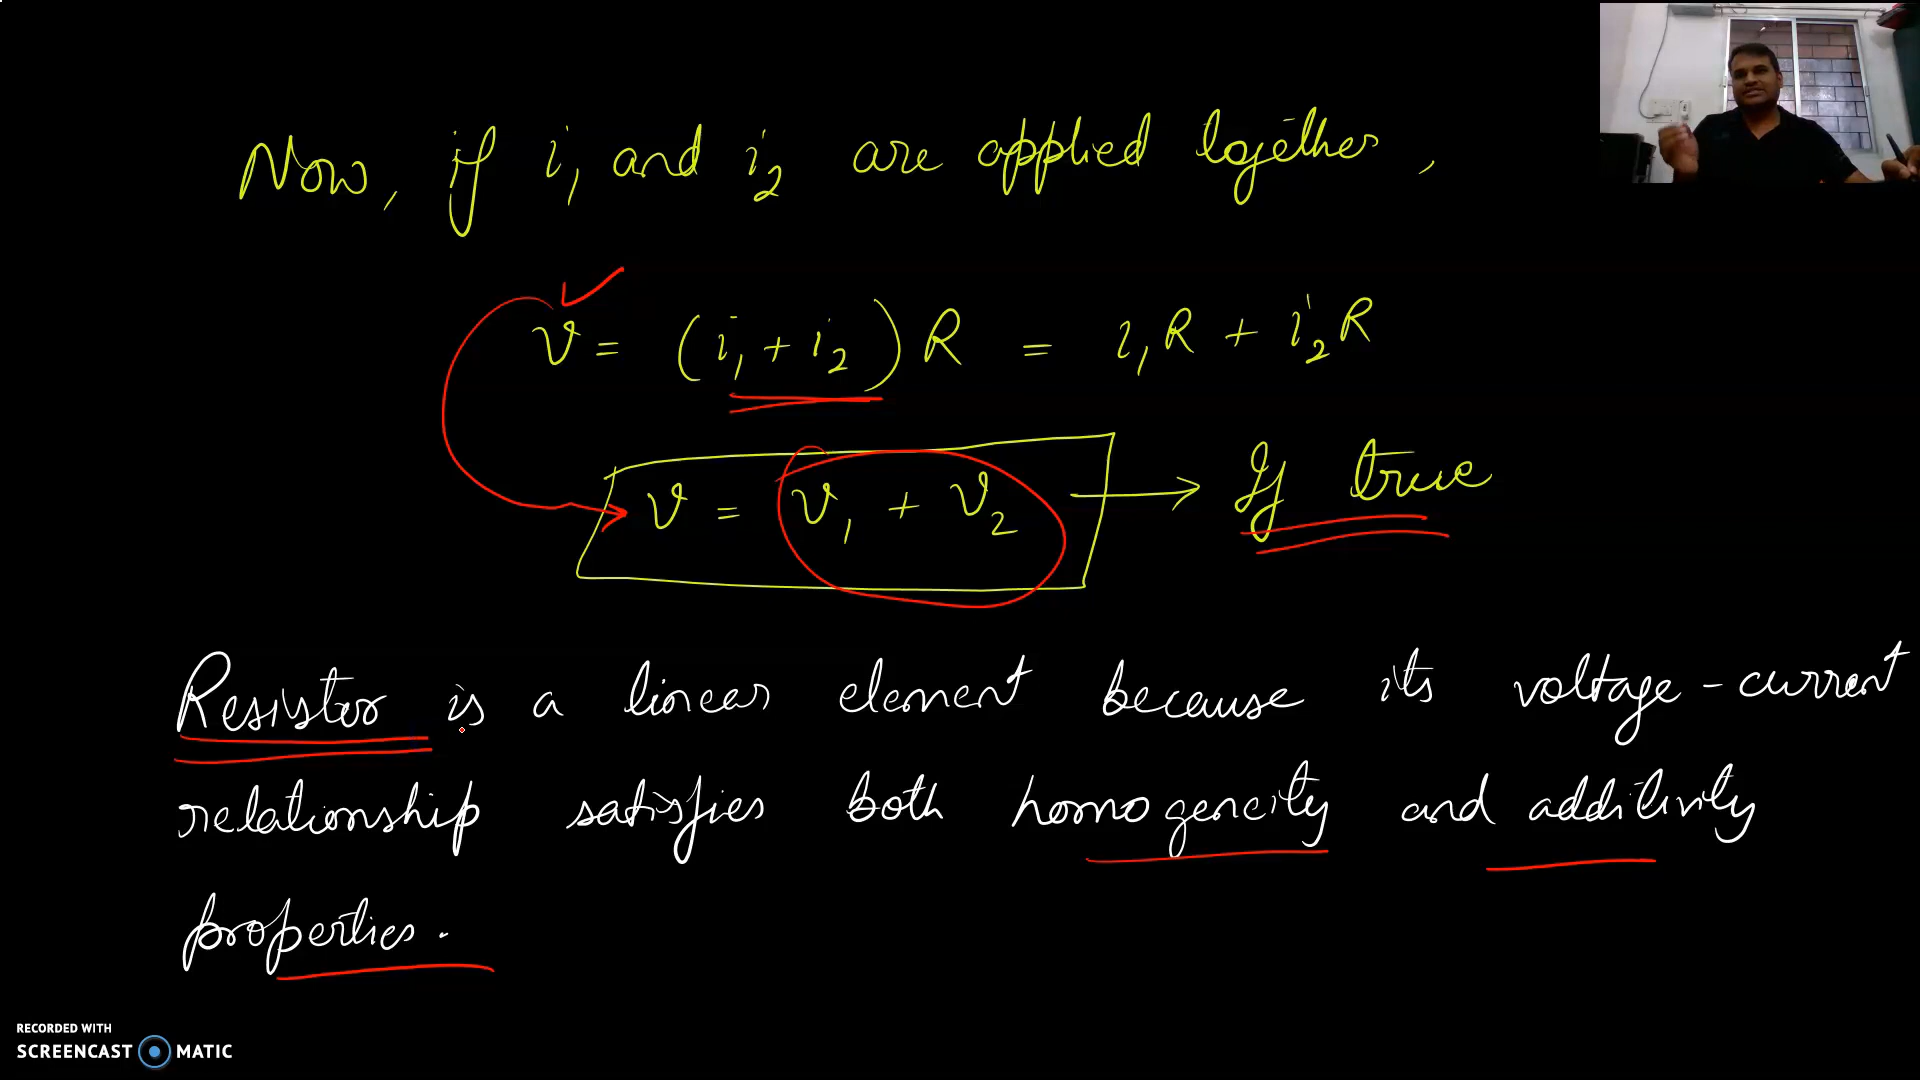 Now, if i₁ and i₂ are applied together,
v = (i₁ + i₂) R = i₁R + i₂R
v = v₁ + v₂ → If true
Resistor is a linear element because its voltage - current
relationship satisfies both homogeneity and additivity
properties.
RECORDED WITH
SCREENCAST MATIC